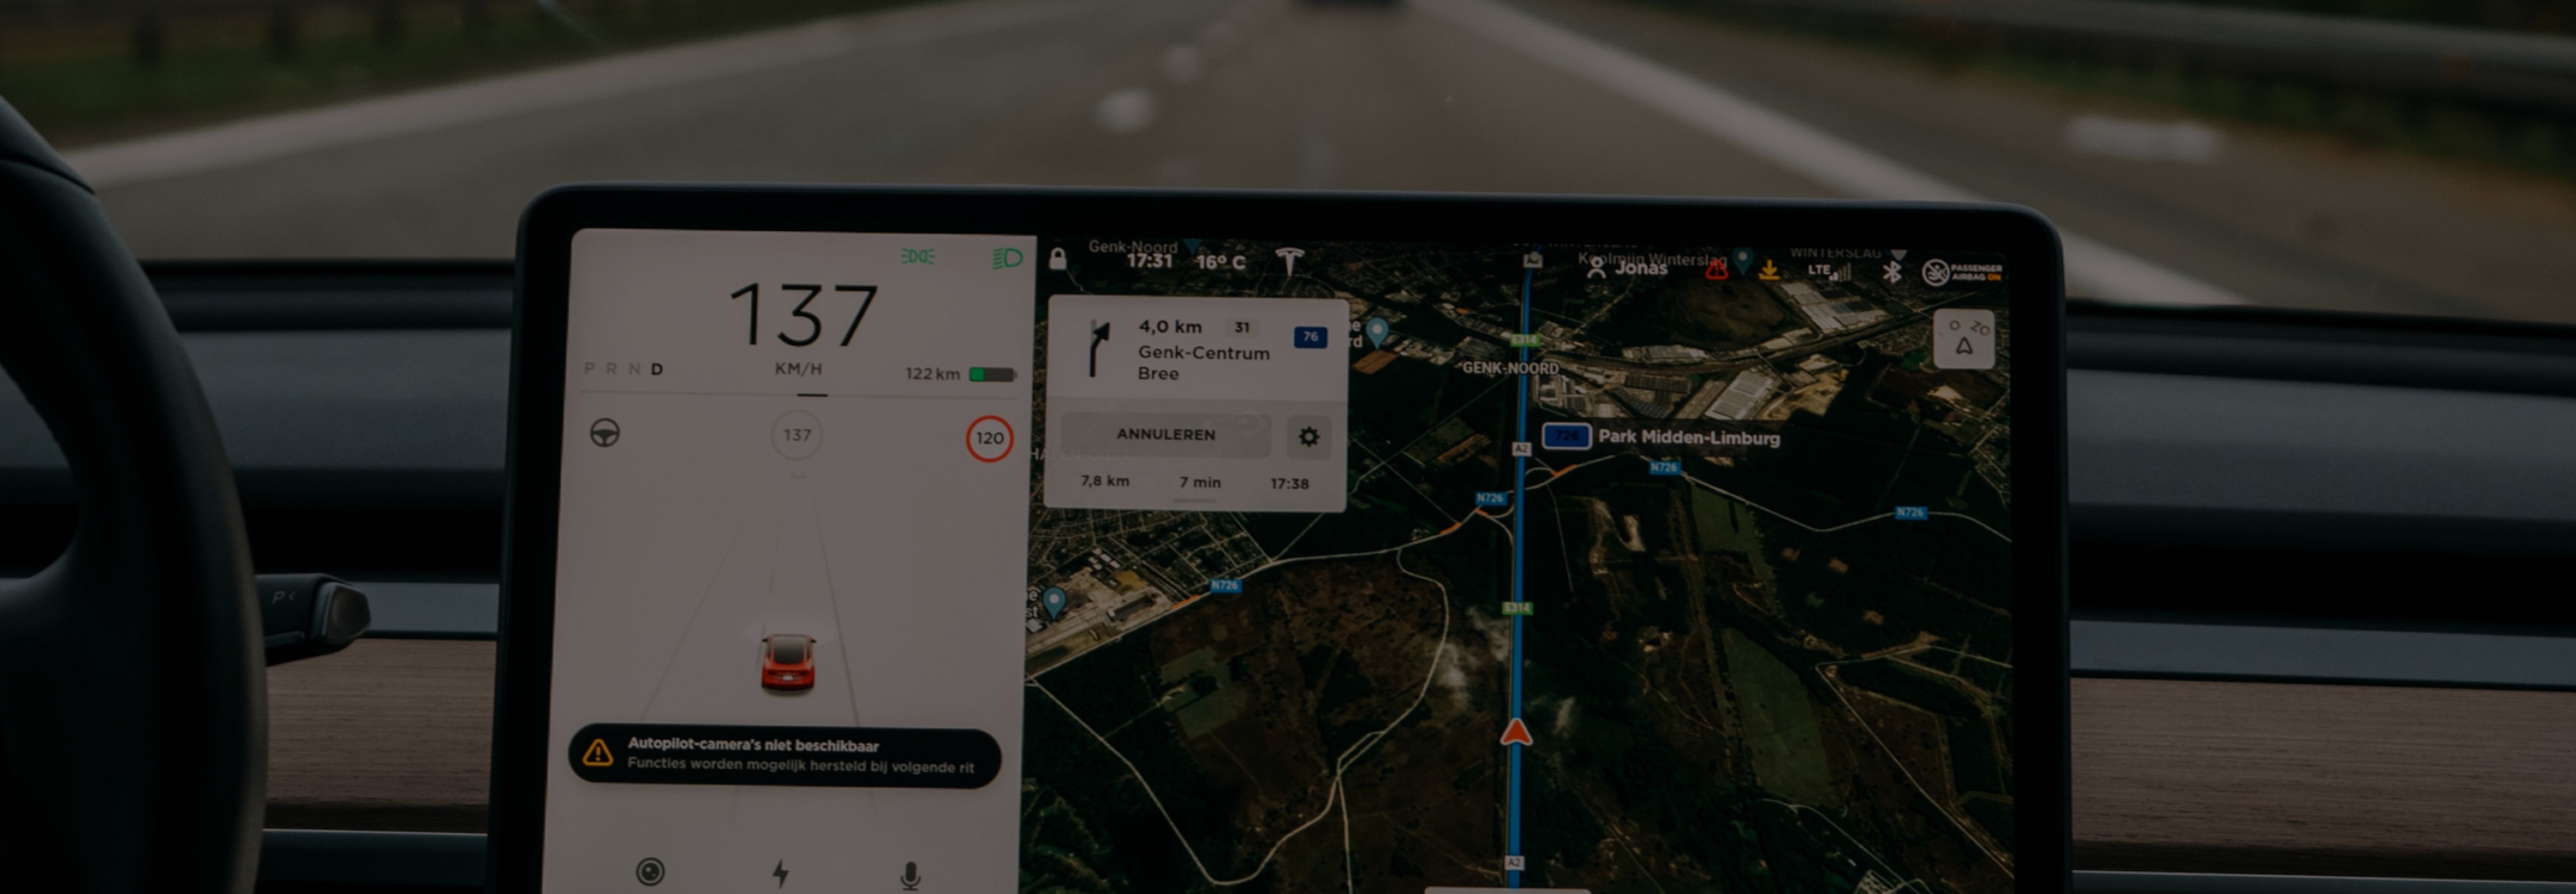 137
KM/H
P R N D
122 km
137
120
Autopilot-camera's niet beschikbaar
Functies worden mogelijk hersteld bij volgende rit
Genk-Noord
17:31 16° C
Koolmijn Winterslag
WINTERSLAG
Jonas
LTE
PASSENGER
AIRBAG ON
4,0 km 31
76
Genk-Centrum
Bree
ANNULEREN
7,8 km 7 min 17:38
E314
GENK-NOORD
A2
726 Park Midden-Limburg
N726
N726
N726
N726
E314
A2
P